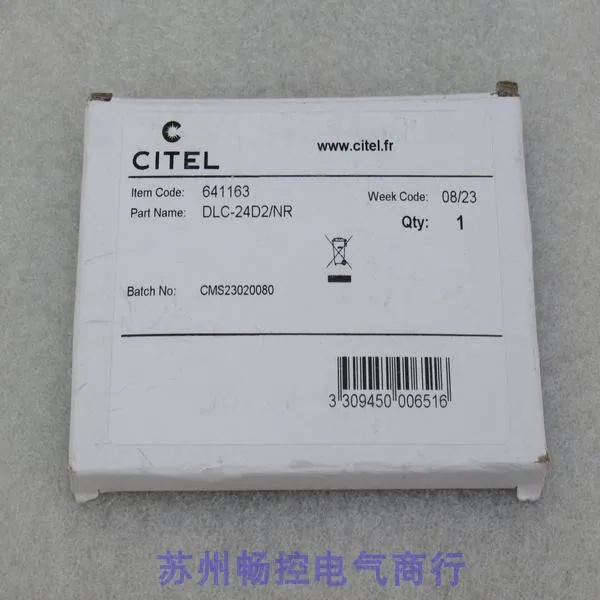 CITEL
www.citel.fr
Item Code: 641163
Week Code: 08/23
Part Name: DLC-24D2/NR
Qty: 1
Batch No: CMS23020080
3 309450 006516
苏州畅控电气商行